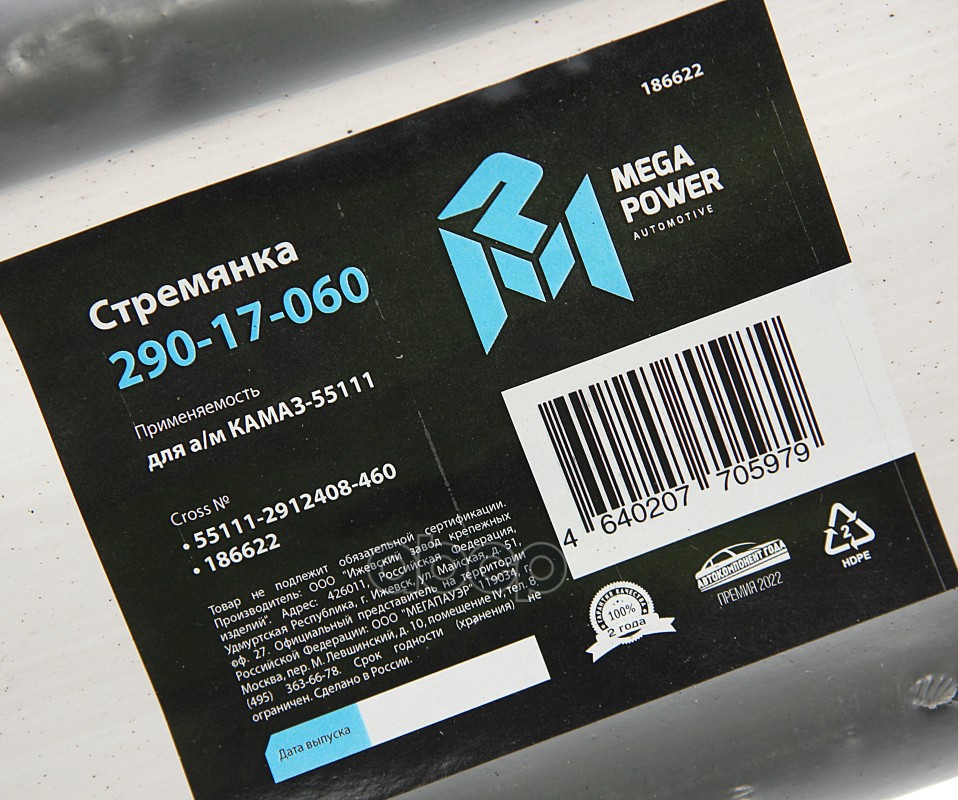 186622
MEGA
POWER
AUTOMOTIVE
Стремянка
290-17-060
Применяемость
для а/м КАМАЗ-55111
Cross №
• 55111-2912408-460
• 186622
Товар не подлежит обязательной сертификации.
Производитель: ООО "Ижевский завод крепежных
изделий". Адрес: 426011, Российская Федерация,
Удмуртская Республика, г. Ижевск, ул. Майская, д. 51,
оф. 27. Официальный представитель в территории
Российской Федерации: ООО "МЕГАПАУЭР" 119034, г.
Москва, пер. М. Левшинский, д. 10, помещение IV, тел. 8
(495) 363-66-78. Срок годности (хранения) не
ограничен. Сделано в России.
Дата выпуска
4 640207 705979
ГАРАНТИЯ КАЧЕСТВА
100%
2 года
АВТОКОМПОНЕНТ ГОДА
ПРЕМИЯ 2022
2
HDPE